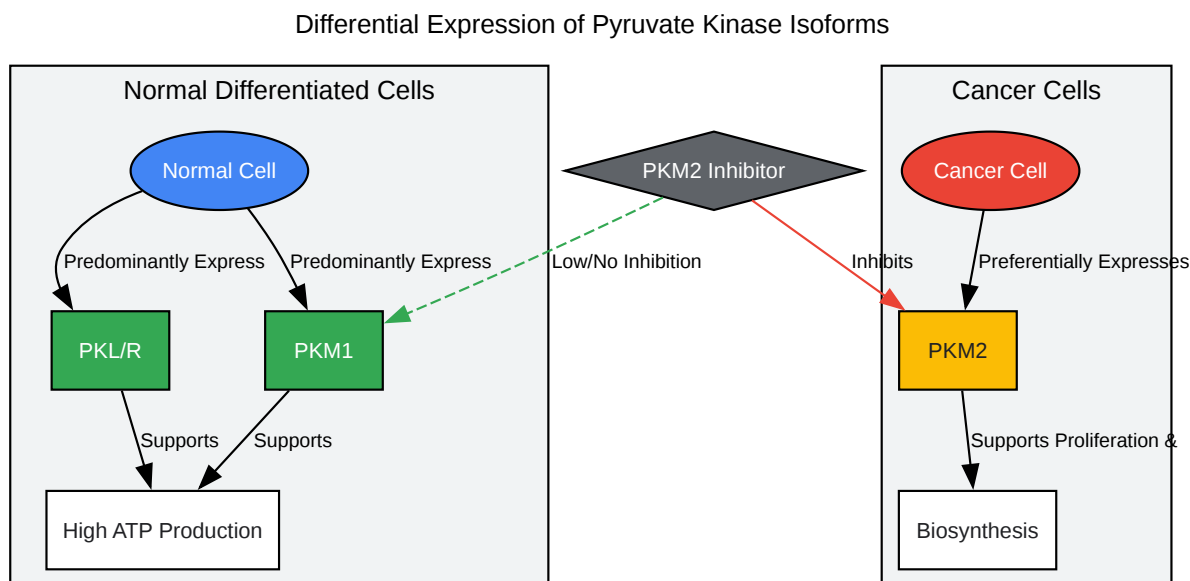 Differential Expression of Pyruvate Kinase Isoforms
Normal Differentiated Cells
Cancer Cells
Normal Cell
PKM2 Inhibitor
Cancer Cell
Predominantly Express
Predominantly Express
Low/No Inhibition
Inhibits
Preferentially Expresses
PKL/R
PKM1
PKM2
Supports
Supports
Supports Proliferation &
High ATP Production
Biosynthesis